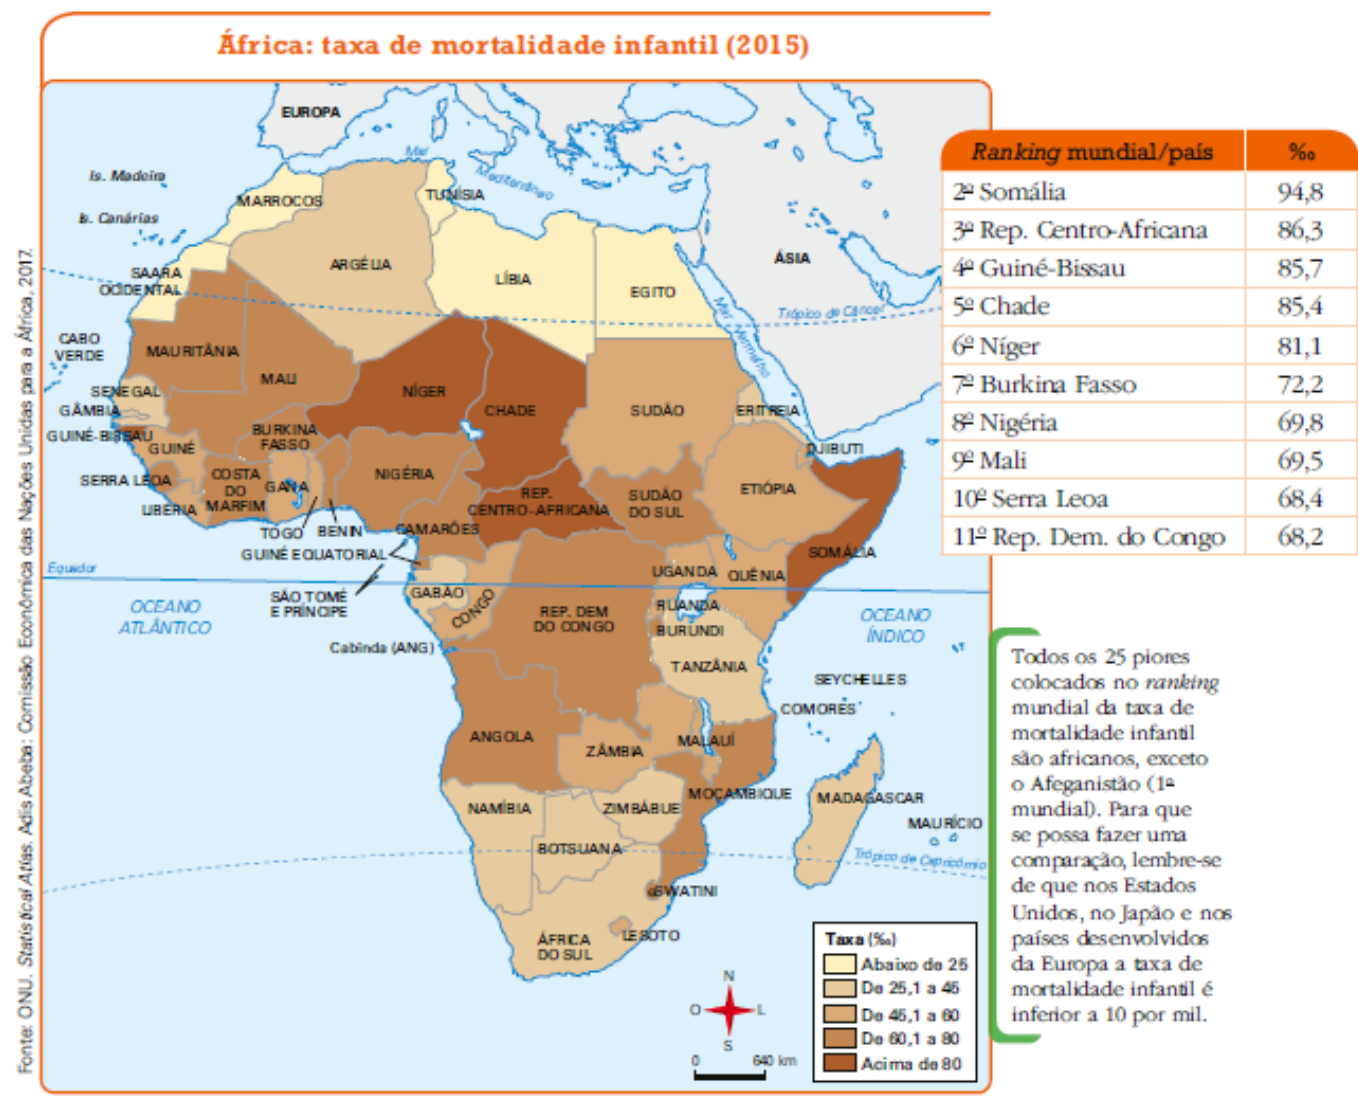 África: taxa de mortalidade infantil (2015)
EUROPA
Is. Madeira
Is. Canárias
Mar
Mediterrâneo
MARROCOS
TUNÍSIA
ARGÉLIA
LÍBIA
EGITO
ÁSIA
SAARA
OCIDENTAL
Trópico de Câncer
Mar Vermelho
CABO
VERDE
MAURITÂNIA
MALI
NÍGER
CHADE
SUDÃO
ERITREIA
SENEGAL
GÂMBIA
GUINÉ-BISSAU
GUINÉ
BURKINA
FASSO
DJIBUTI
SERRA LEOA
COSTA
DO
MARFIM
GANA
NIGÉRIA
REP.
CENTRO-AFRICANA
SUDÃO
DO SUL
ETIÓPIA
LIBÉRIA
TOGO
BENIN
CAMARÕES
GUINÉ EQUATORIAL
SOMÁLIA
Equador
SÃO TOMÉ
E PRÍNCIPE
GABÃO
CONGO
UGANDA
QUÊNIA
RUANDA
BURUNDI
REP. DEM
DO CONGO
OCEANO
ATLÂNTICO
OCEANO
ÍNDICO
Cabinda (ANG)
TANZÂNIA
SEYCHELLES
COMORES
ANGOLA
ZÂMBIA
MALAUÍ
MOÇAMBIQUE
NAMÍBIA
ZIMBÁBUE
MADAGASCAR
MAURÍCIO
BOTSUANA
Trópico de Capricórnio
ESWATINI
LESOTO
ÁFRICA
DO SUL
N
O
L
S
0 640 km
Taxa (‰)
Abaixo de 25
De 25,1 a 45
De 45,1 a 60
De 60,1 a 80
Acima de 80
Fonte: ONU. Statistical Atlas. Adis Abeba: Comissão Econômica das Nações Unidas para a África, 2017.
Ranking mundial/país ‰
2º Somália 94,8
3º Rep. Centro-Africana 86,3
4º Guiné-Bissau 85,7
5º Chade 85,4
6º Níger 81,1
7º Burkina Fasso 72,2
8º Nigéria 69,8
9º Mali 69,5
10º Serra Leoa 68,4
11º Rep. Dem. do Congo 68,2
Todos os 25 piores
colocados no ranking
mundial da taxa de
mortalidade infantil
são africanos, exceto
o Afeganistão (1º
mundial). Para que
se possa fazer uma
comparação, lembre-se
de que nos Estados
Unidos, no Japão e nos
países desenvolvidos
da Europa a taxa de
mortalidade infantil é
inferior a 10 por mil.